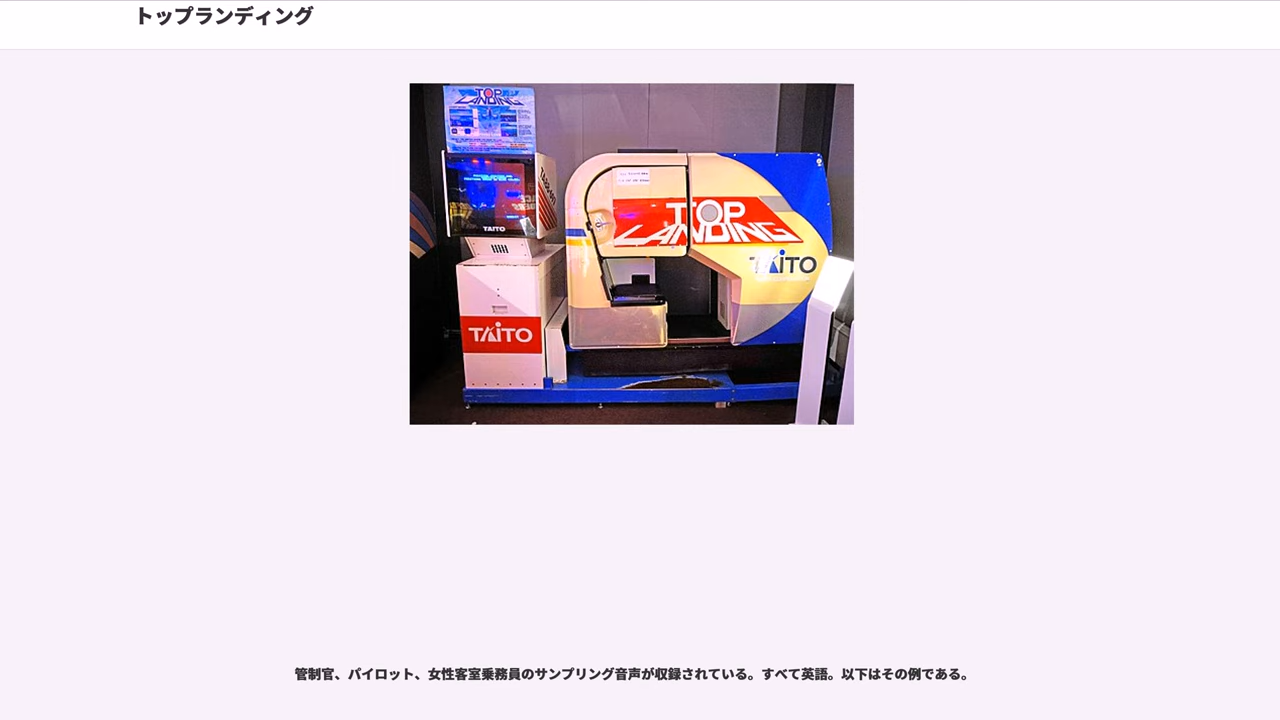 トップランディング
TOP
LANDING
TAITO
TOP
LANDING
TAITO
TAITO
管制官、パイロット、女性客室乗務員のサンプリング音声が収録されている。すべて英語。以下はその例である。